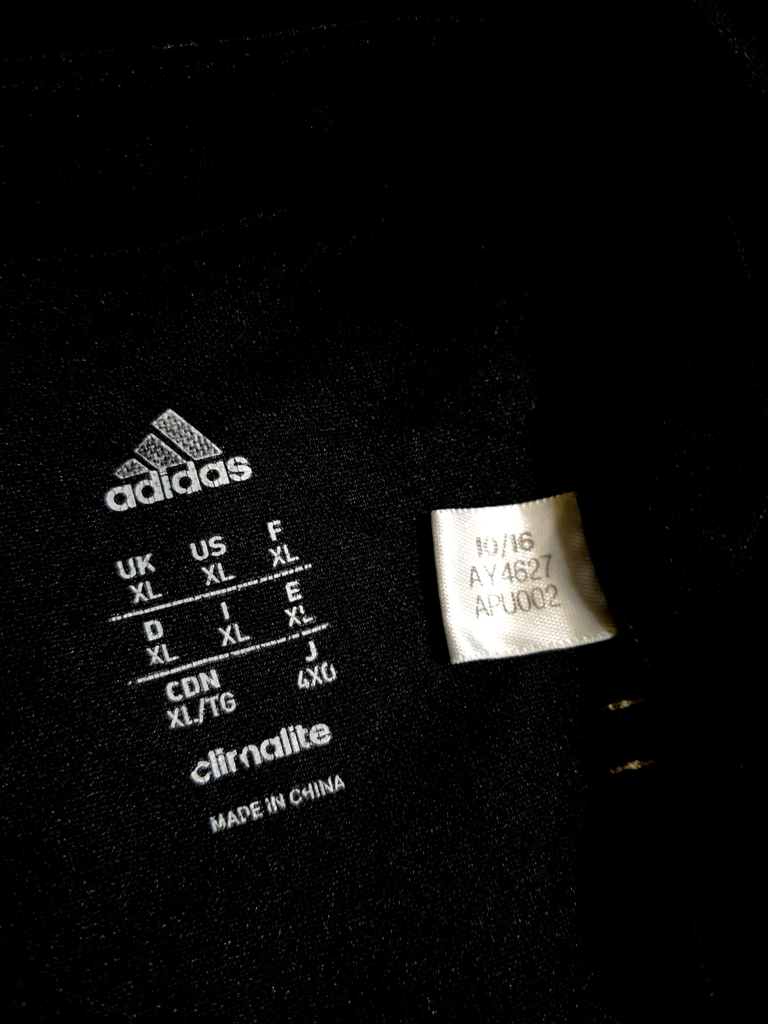 adidas
UK US F
XL XL XL
D I E
XL XL XL
CDN J
XL/TG 4XO
climalite
MADE IN CHINA
10/16
AY4627
APU002